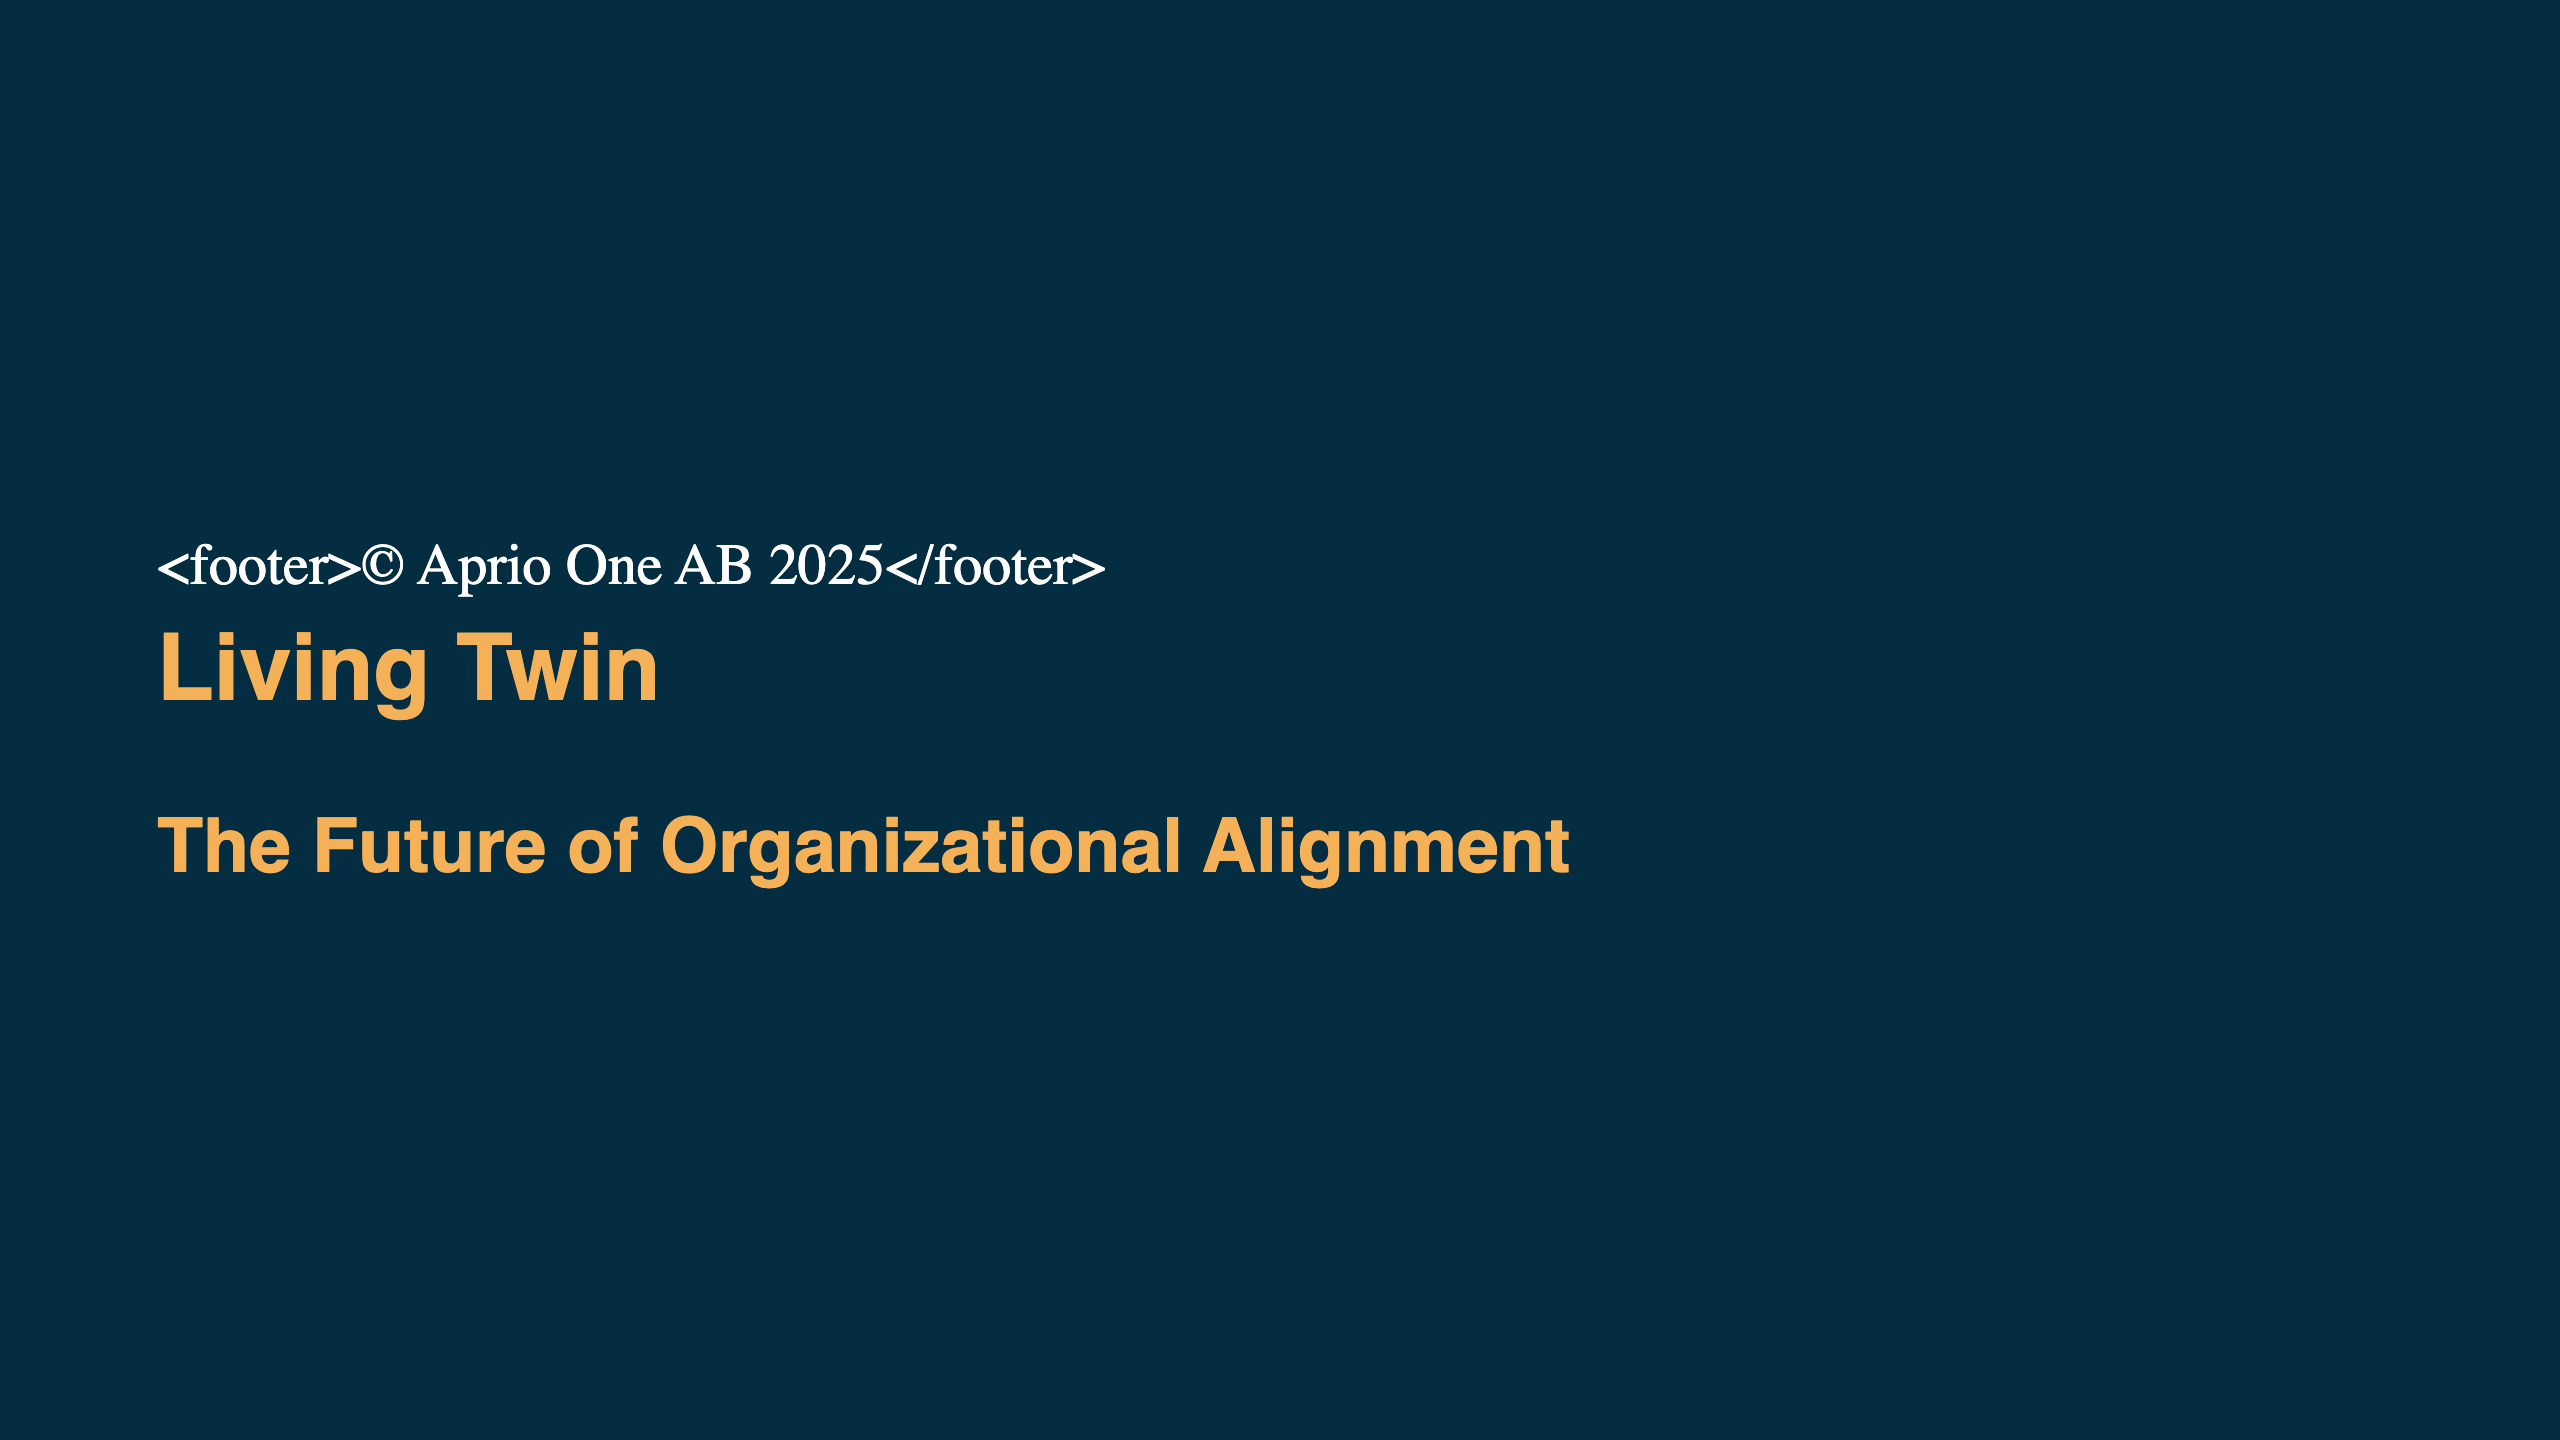 <footer>© Aprio One AB 2025</footer>
Living Twin
The Future of Organizational Alignment